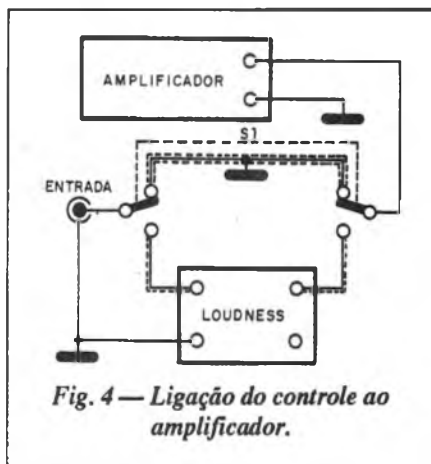 AMPLIFICADOR
S1
ENTRADA
LOUDNESS
Fig. 4 — Ligação do controle ao
amplificador.